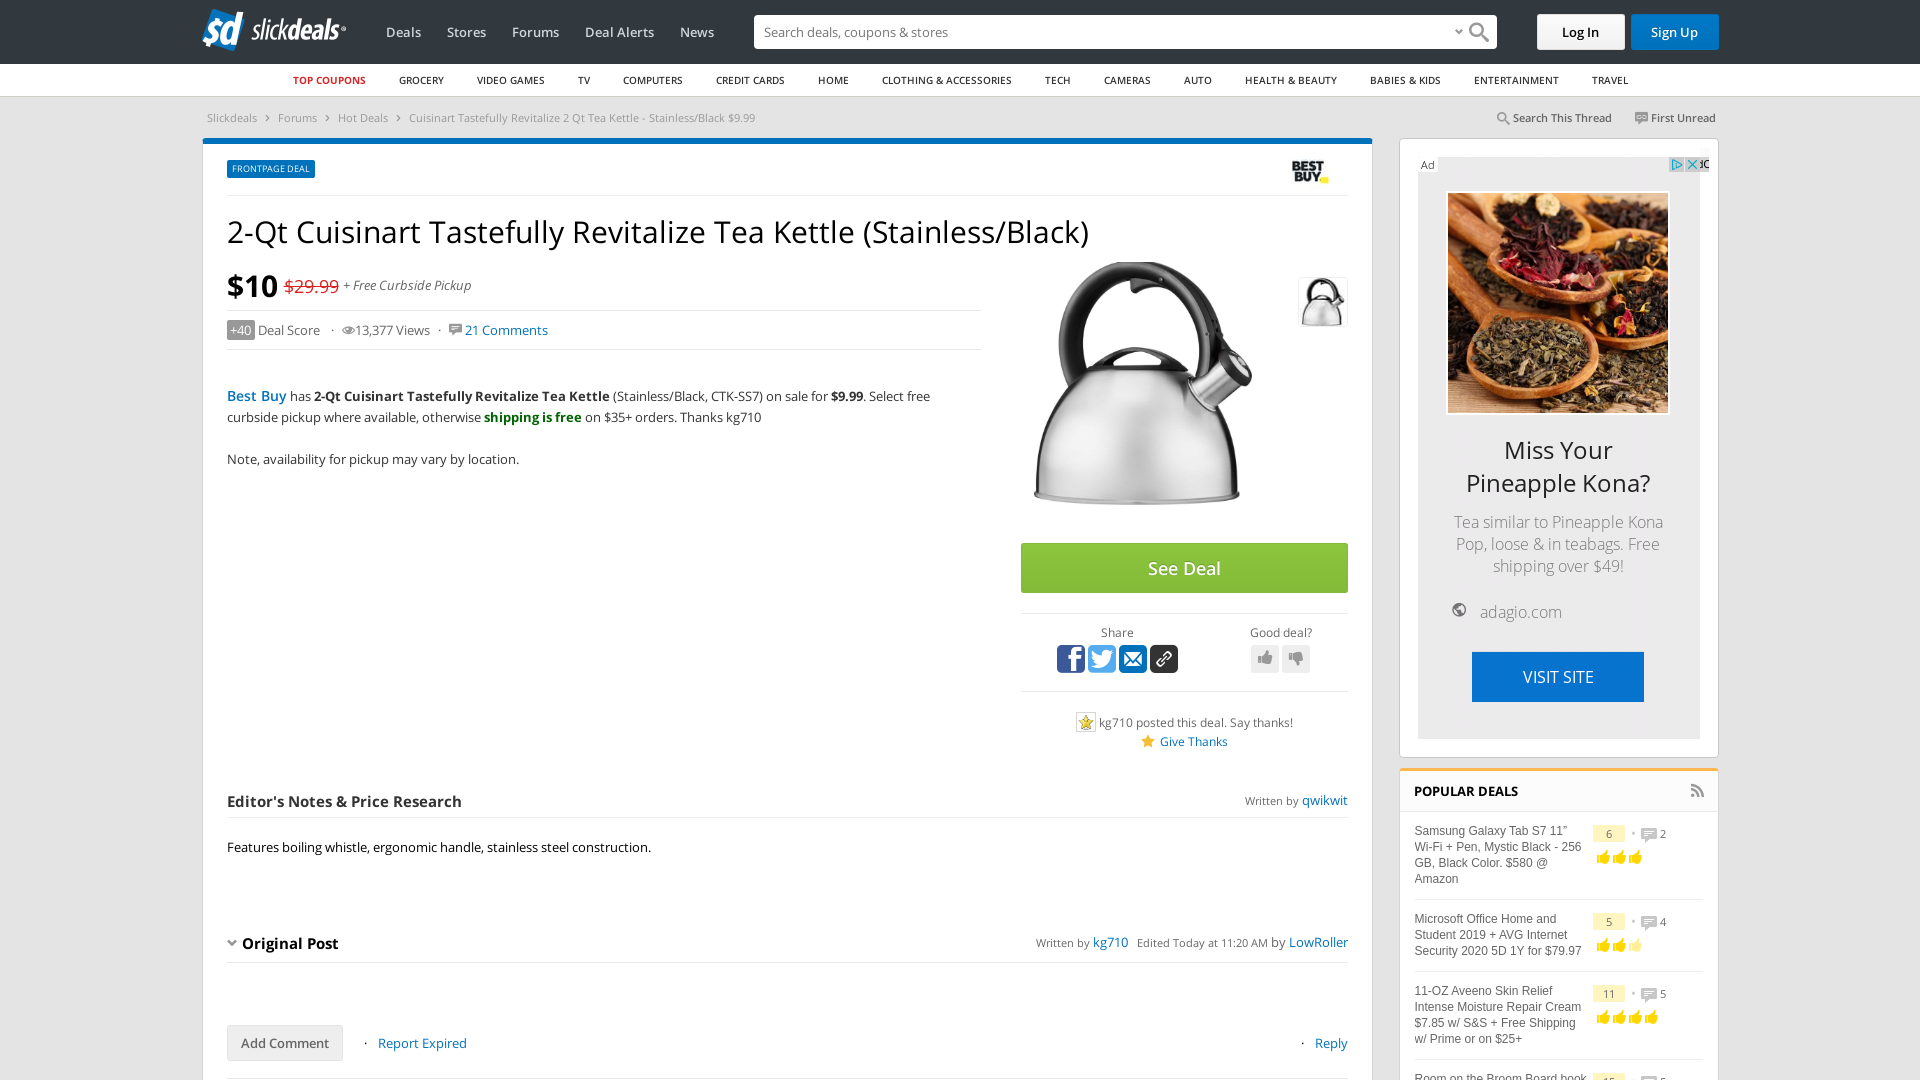 slickdeals
Deals
Stores
Forums
Deal Alerts
News
Search deals, coupons & stores
Log In
Sign Up
TOP COUPONS
GROCERY
VIDEO GAMES
TV
COMPUTERS
CREDIT CARDS
HOME
CLOTHING & ACCESSORIES
TECH
CAMERAS
AUTO
HEALTH & BEAUTY
BABIES & KIDS
ENTERTAINMENT
TRAVEL
Slickdeals › Forums › Hot Deals › Cuisinart Tastefully Revitalize 2 Qt Tea Kettle - Stainless/Black $9.99
Search This Thread
First Unread
FRONTPAGE DEAL
BEST
BUY
2-Qt Cuisinart Tastefully Revitalize Tea Kettle (Stainless/Black)
$10 $29.99 + Free Curbside Pickup
+40 Deal Score · 13,377 Views · 21 Comments
Best Buy has 2-Qt Cuisinart Tastefully Revitalize Tea Kettle (Stainless/Black, CTK-SS7) on sale for $9.99. Select free
curbside pickup where available, otherwise shipping is free on $35+ orders. Thanks kg710
Note, availability for pickup may vary by location.
See Deal
Share
Good deal?
kg710 posted this deal. Say thanks!
Give Thanks
Editor's Notes & Price Research
Written by qwikwit
Features boiling whistle, ergonomic handle, stainless steel construction.
Original Post
Written by kg710 Edited Today at 11:20 AM by LowRoller
Add Comment
· Report Expired
· Reply
Ad
Miss Your
Pineapple Kona?
Tea similar to Pineapple Kona
Pop, loose & in teabags. Free
shipping over $49!
adagio.com
VISIT SITE
POPULAR DEALS
Samsung Galaxy Tab S7 11”
Wi-Fi + Pen, Mystic Black - 256
GB, Black Color. $580 @
Amazon
6 • 2
Microsoft Office Home and
Student 2019 + AVG Internet
Security 2020 5D 1Y for $79.97
5 • 4
11-OZ Aveeno Skin Relief
Intense Moisture Repair Cream
$7.85 w/ S&S + Free Shipping
w/ Prime or on $25+
11 • 5
Room on the Broom Board book
15 • 5